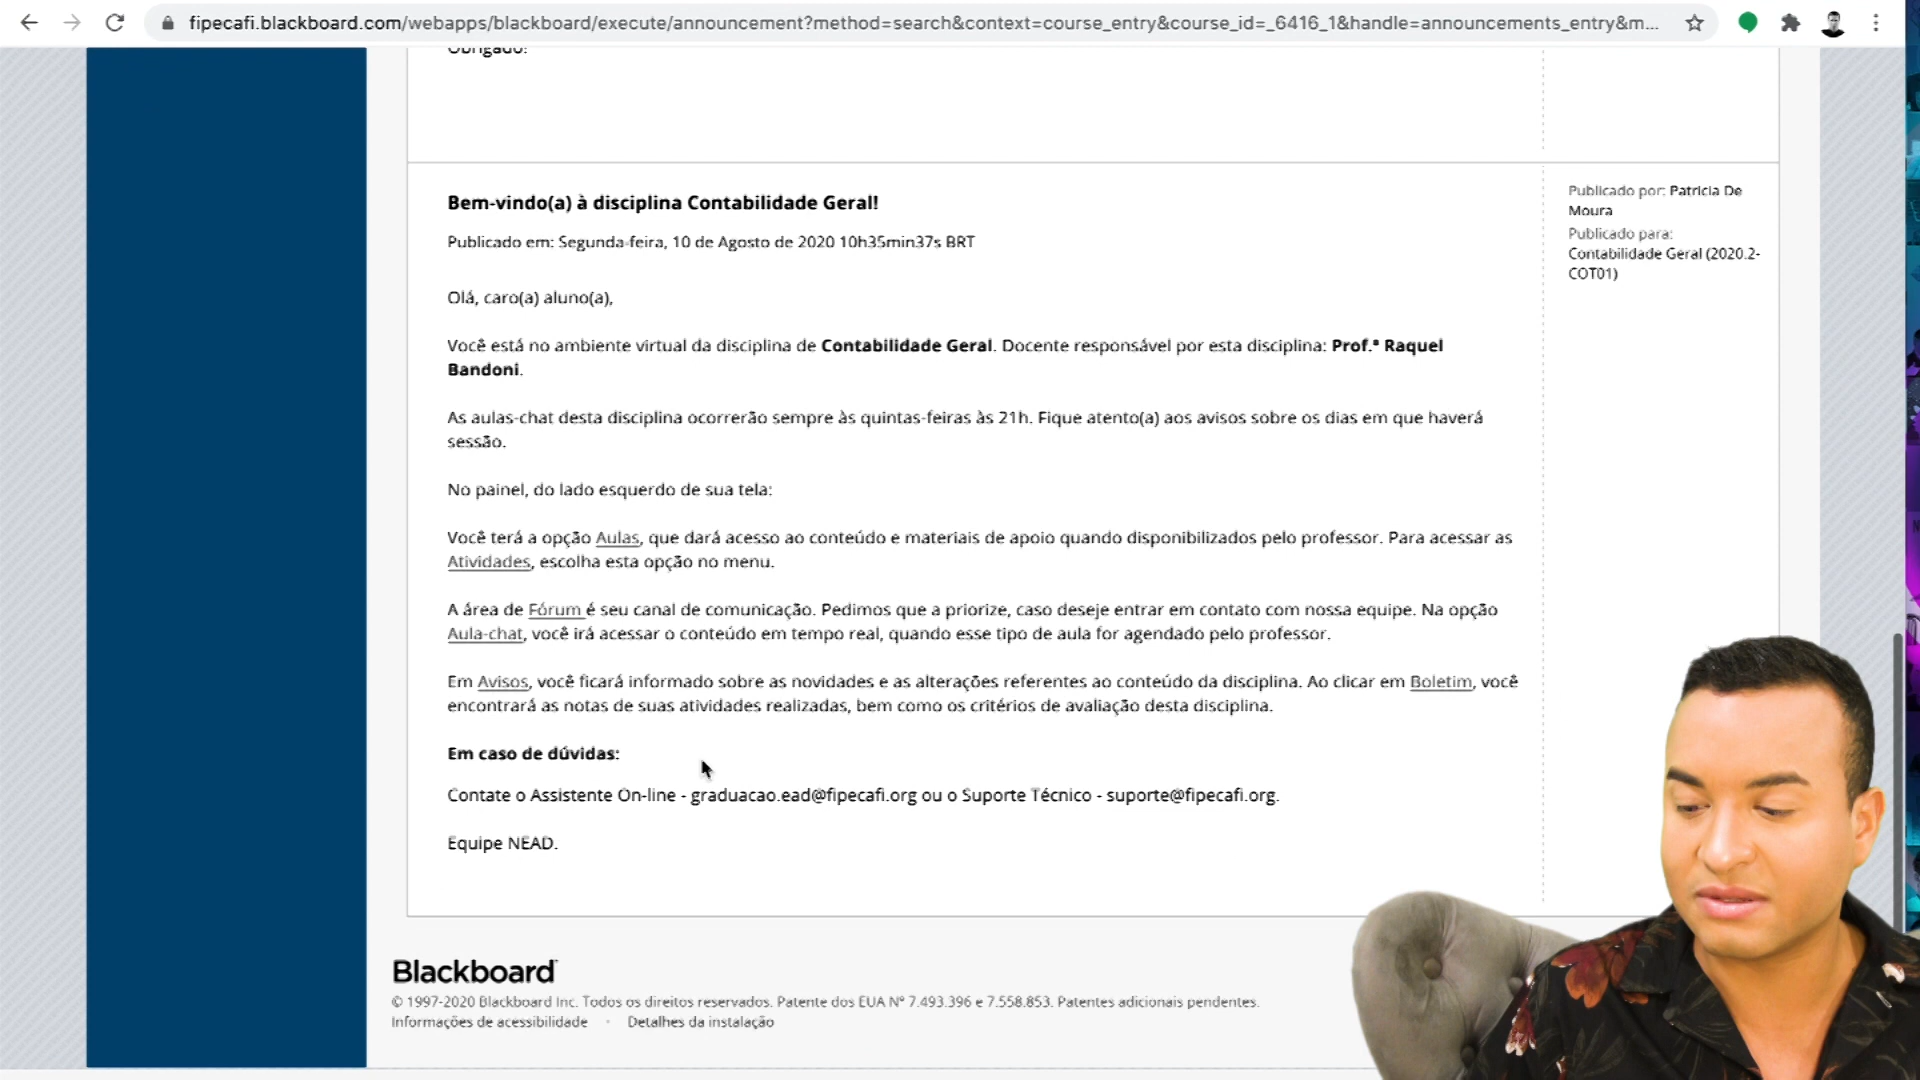 fipecafi.blackboard.com/webapps/blackboard/execute/announcement?method=search&context=course_entry&course_id=_6416_1&handle=announcements_entry&m...
Obrigado!
Bem-vindo(a) à disciplina Contabilidade Geral!
Publicado em: Segunda-feira, 10 de Agosto de 2020 10h35min37s BRT
Olá, caro(a) aluno(a),
Você está no ambiente virtual da disciplina de Contabilidade Geral. Docente responsável por esta disciplina: Prof.ª Raquel
Bandoni.
As aulas-chat desta disciplina ocorrerão sempre às quintas-feiras às 21h. Fique atento(a) aos avisos sobre os dias em que haverá
sessão.
No painel, do lado esquerdo de sua tela:
Você terá a opção Aulas, que dará acesso ao conteúdo e materiais de apoio quando disponibilizados pelo professor. Para acessar as
Atividades, escolha esta opção no menu.
A área de Fórum é seu canal de comunicação. Pedimos que a priorize, caso deseje entrar em contato com nossa equipe. Na opção
Aula-chat, você irá acessar o conteúdo em tempo real, quando esse tipo de aula for agendado pelo professor.
Em Avisos, você ficará informado sobre as novidades e as alterações referentes ao conteúdo da disciplina. Ao clicar em Boletim, você
encontrará as notas de suas atividades realizadas, bem como os critérios de avaliação desta disciplina.
Em caso de dúvidas:
Contate o Assistente On-line - graduacao.ead@fipecafi.org ou o Suporte Técnico - suporte@fipecafi.org.
Equipe NEAD.
Publicado por: Patricia De
Moura
Publicado para:
Contabilidade Geral (2020.2-
COT01)
Blackboard
© 1997-2020 Blackboard Inc. Todos os direitos reservados. Patente dos EUA Nº 7.493.396 e 7.558.853. Patentes adicionais pendentes.
Informações de acessibilidade · Detalhes da instalação